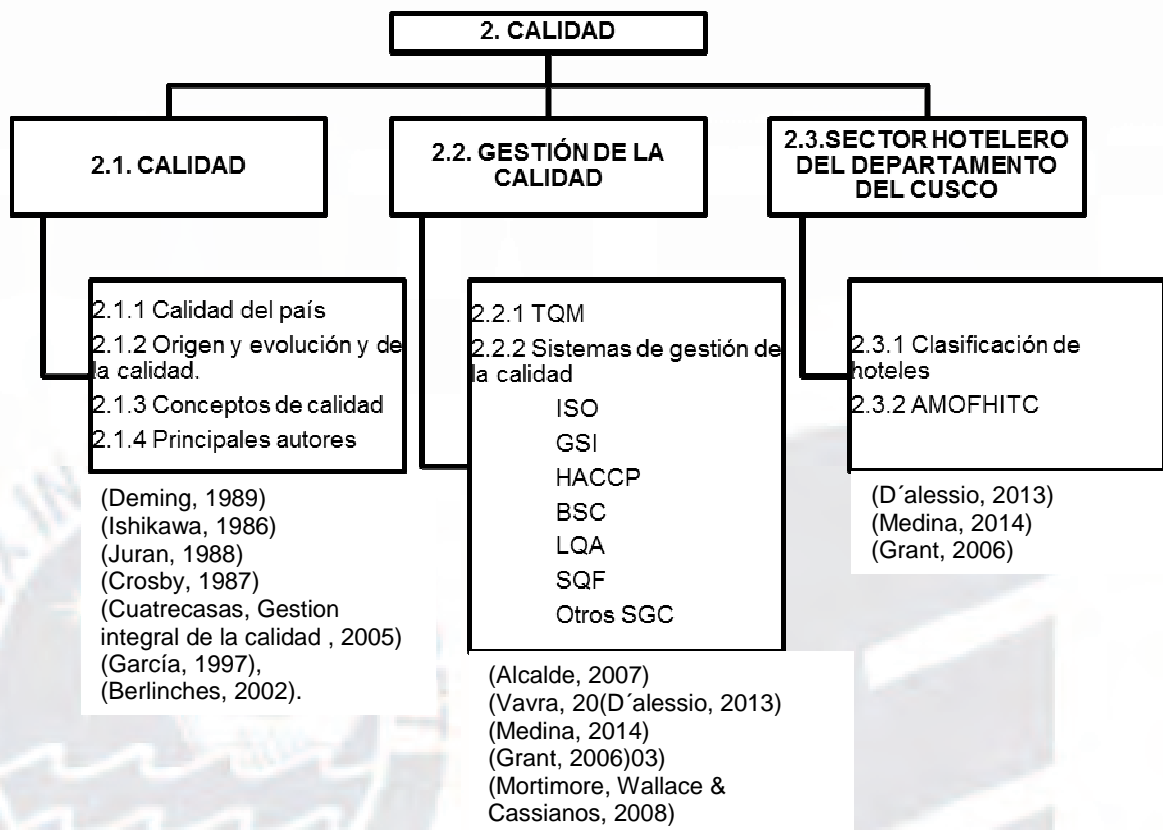 2. CALIDAD
2.1. CALIDAD
2.1.1 Calidad del país
2.1.2 Origen y evolución y de
la calidad.
2.1.3 Conceptos de calidad
2.1.4 Principales autores
(Deming, 1989)
(Ishikawa, 1986)
(Juran, 1988)
(Crosby, 1987)
(Cuatrecasas, Gestion
integral de la calidad , 2005)
(García, 1997),
(Berlinches, 2002).
2.2. GESTIÓN DE LA
CALIDAD
2.2.1 TQM
2.2.2 Sistemas de gestión de
la calidad
ISO
GSI
HACCP
BSC
LQA
SQF
Otros SGC
(Alcalde, 2007)
(Vavra, 20(D´alessio, 2013)
(Medina, 2014)
(Grant, 2006)03)
(Mortimore, Wallace &
Cassianos, 2008)
2.3.SECTOR HOTELERO
DEL DEPARTAMENTO
DEL CUSCO
2.3.1 Clasificación de
hoteles
2.3.2 AMOFHITC
(D´alessio, 2013)
(Medina, 2014)
(Grant, 2006)